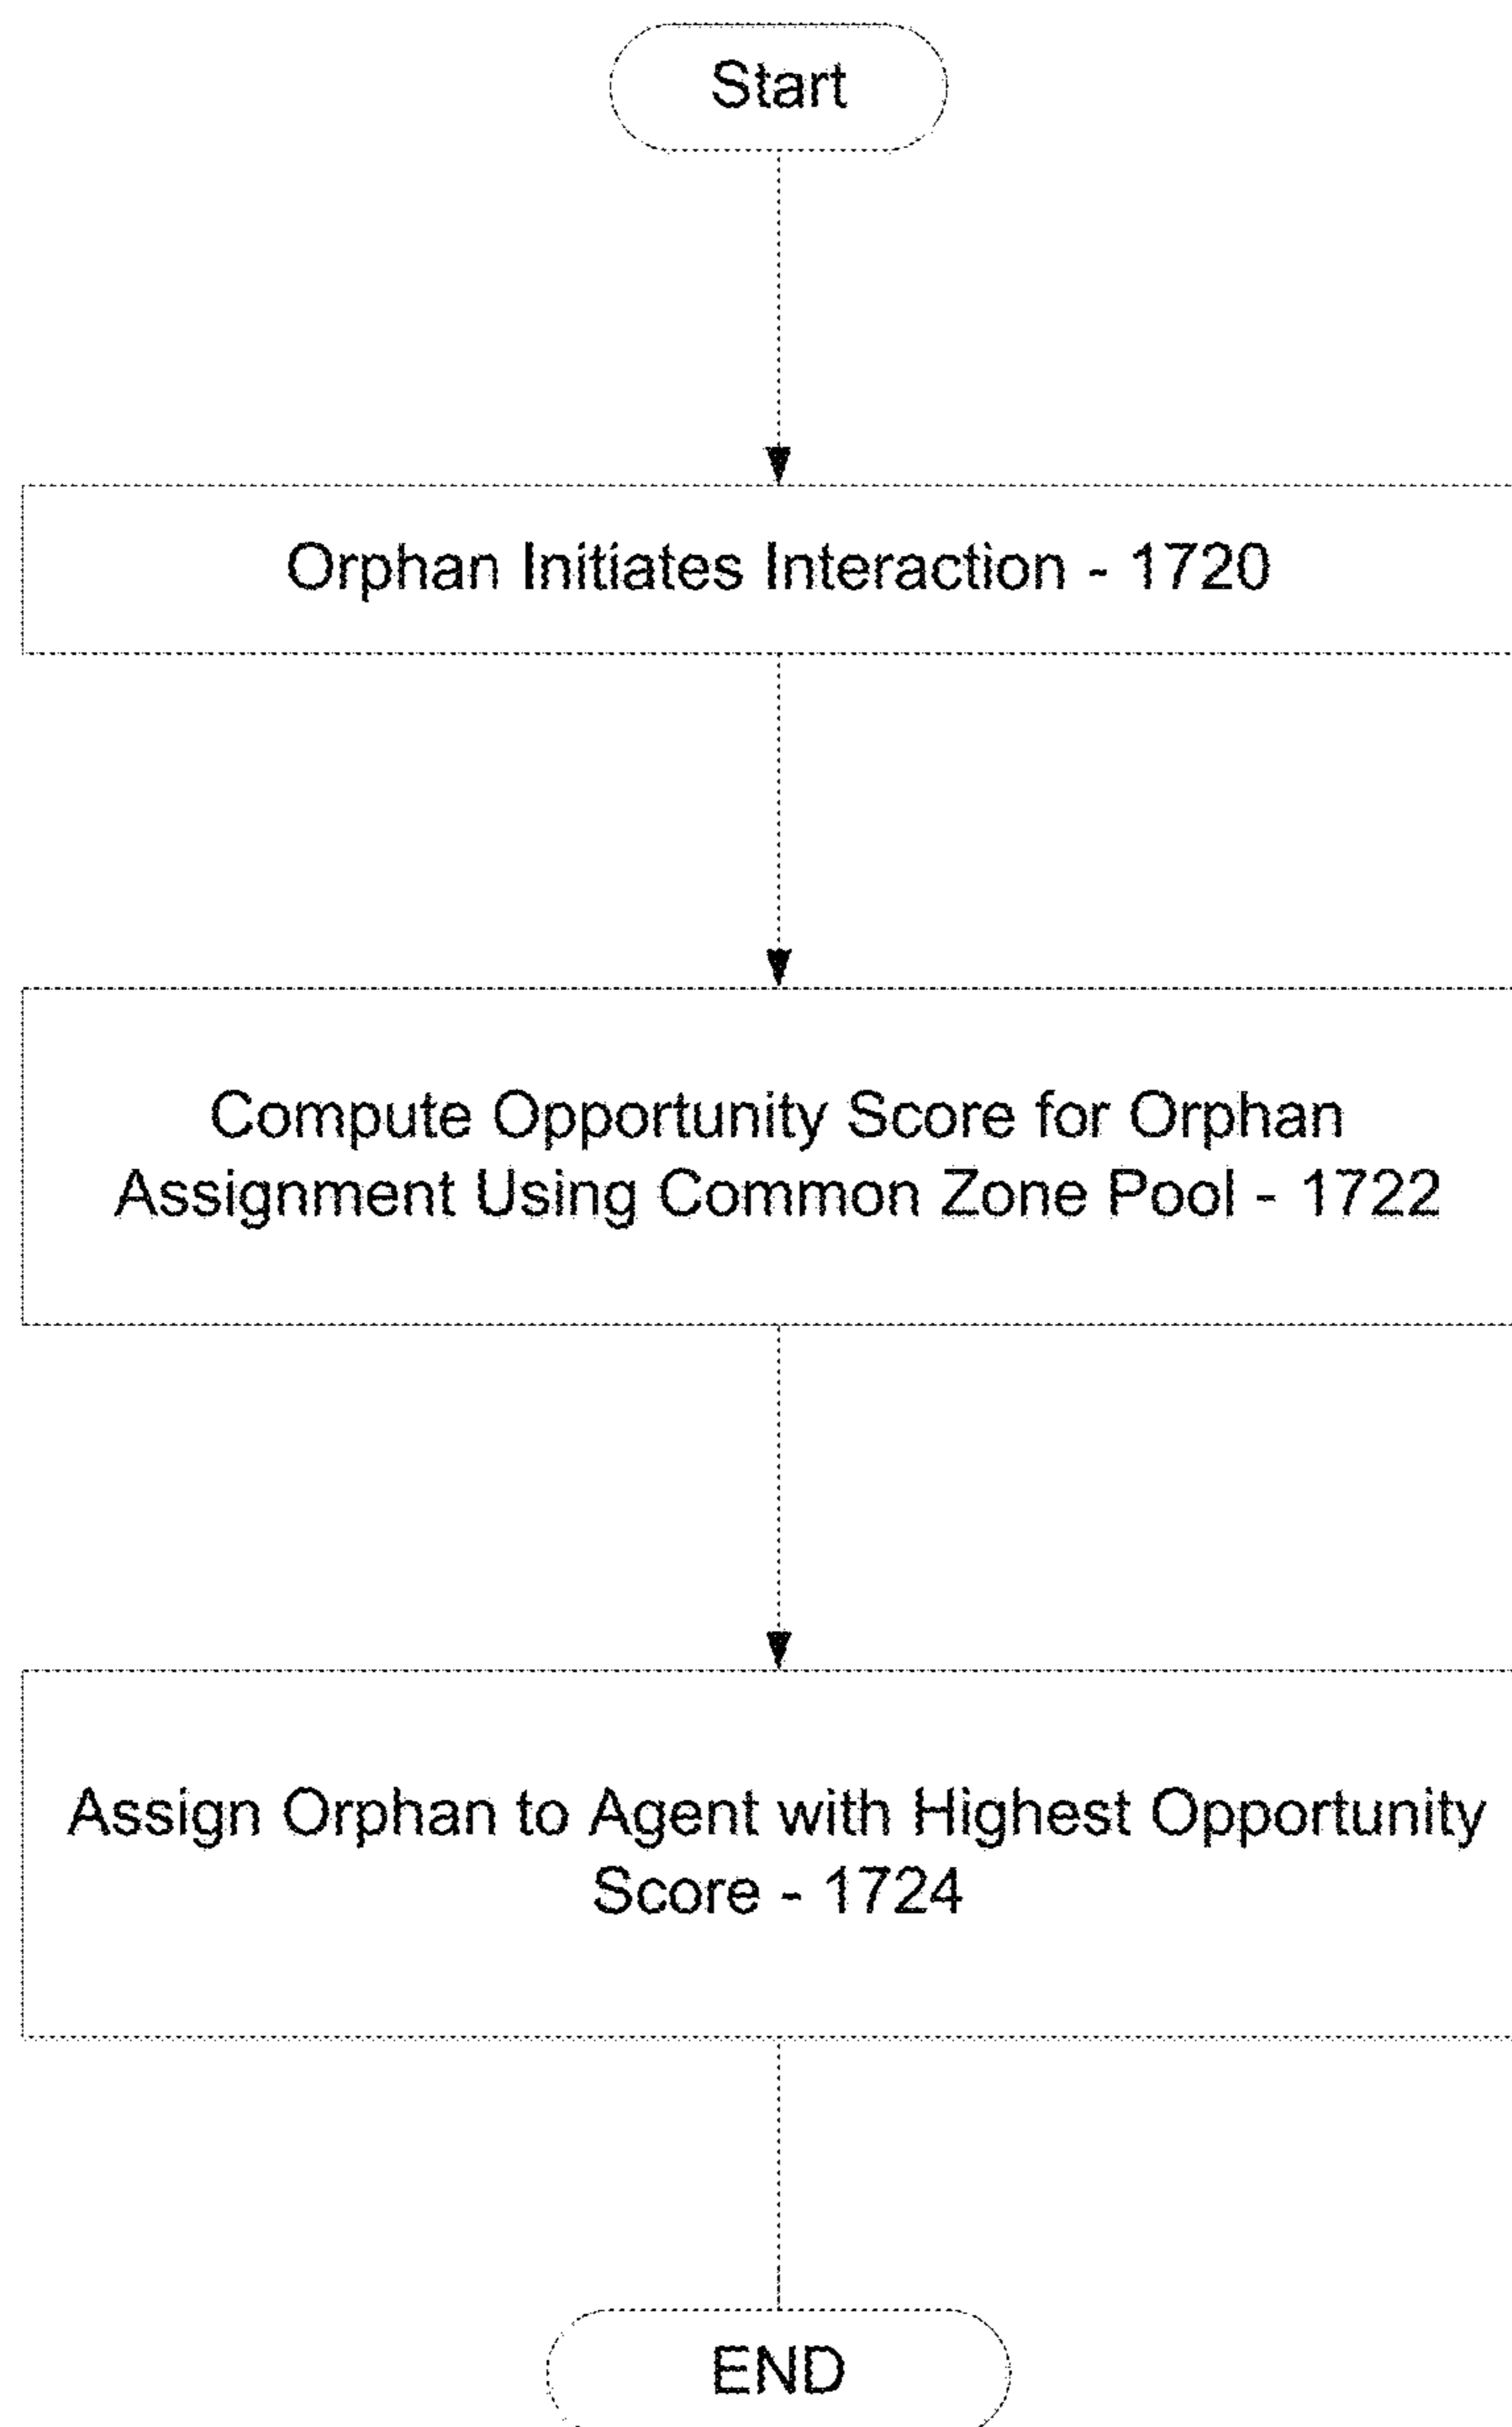 Start
Orphan Initiates Interaction - 1720
Compute Opportunity Score for Orphan
Assignment Using Common Zone Pool - 1722
Assign Orphan to Agent with Highest Opportunity
Score - 1724
END